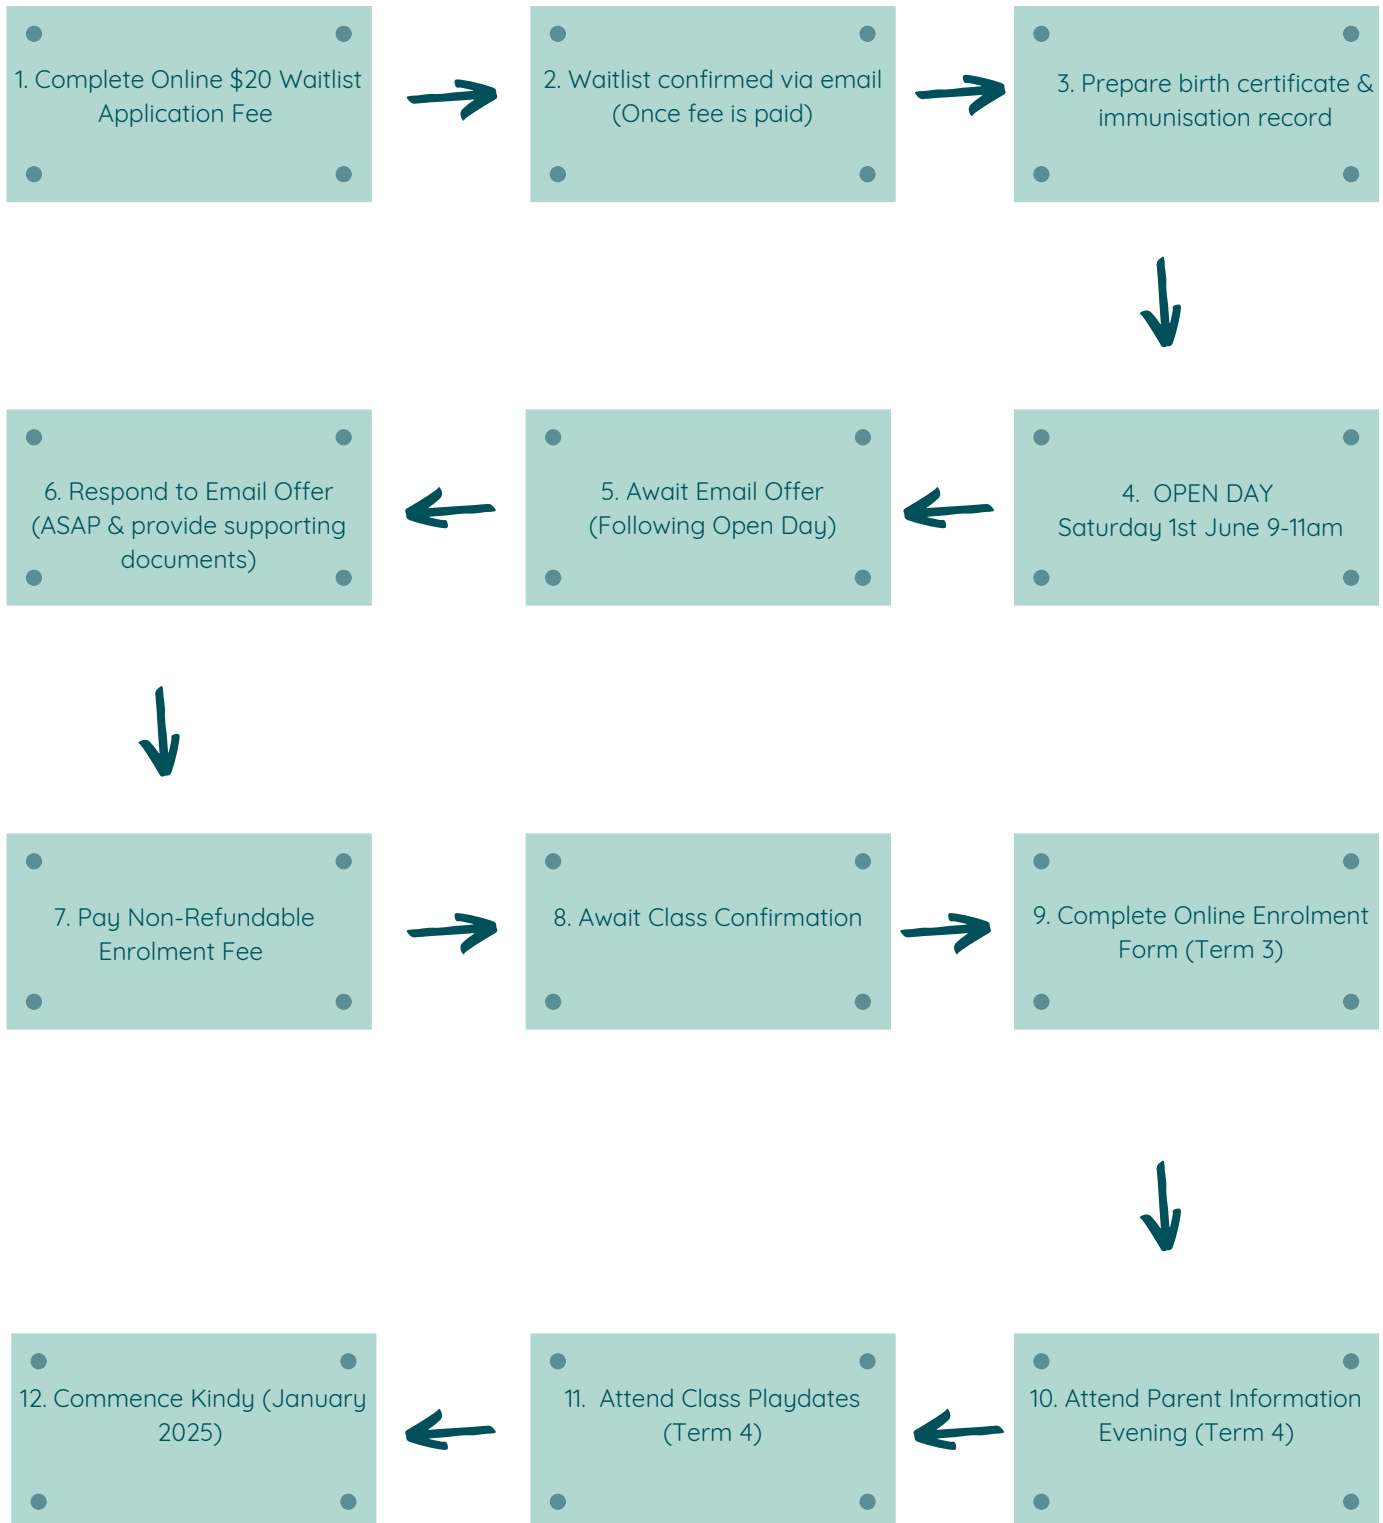 1. Complete Online $20 Waitlist
Application Fee
2. Waitlist confirmed via email
(Once fee is paid)
3. Prepare birth certificate &
immunisation record
4. OPEN DAY
Saturday 1st June 9-11am
5. Await Email Offer
(Following Open Day)
6. Respond to Email Offer
(ASAP & provide supporting
documents)
7. Pay Non-Refundable
Enrolment Fee
8. Await Class Confirmation
9. Complete Online Enrolment
Form (Term 3)
10. Attend Parent Information
Evening (Term 4)
11. Attend Class Playdates
(Term 4)
12. Commence Kindy (January
2025)